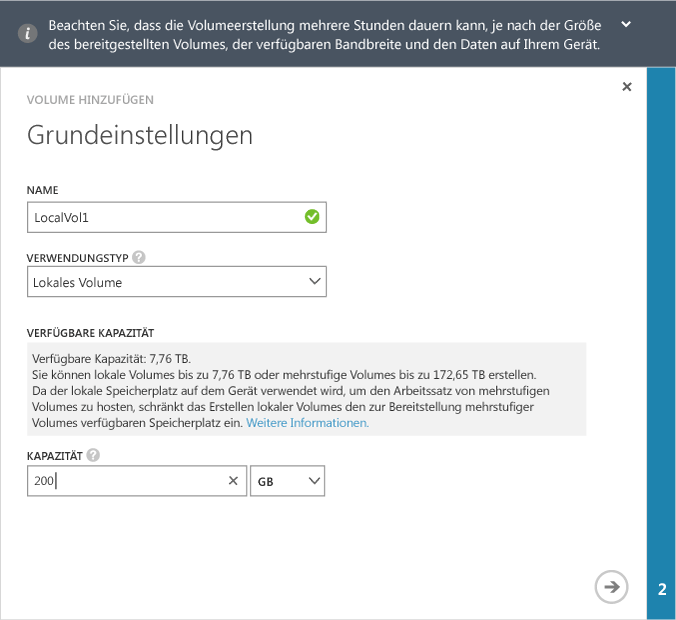 Beachten Sie, dass die Volumeerstellung mehrere Stunden dauern kann, je nach der Größe
des bereitgestellten Volumes, der verfügbaren Bandbreite und den Daten auf Ihrem Gerät.
VOLUME HINZUFÜGEN
Grundeinstellungen
NAME
LocalVol1
VERWENDUNGSTYP ?
Lokales Volume
VERFÜGBARE KAPAZITÄT
Verfügbare Kapazität: 7,76 TB.
Sie können lokale Volumes bis zu 7,76 TB oder mehrstufige Volumes bis zu 172,65 TB erstellen.
Da der lokale Speicherplatz auf dem Gerät verwendet wird, um den Arbeitssatz von mehrstufigen
Volumes zu hosten, schränkt das Erstellen lokaler Volumes den zur Bereitstellung mehrstufiger
Volumes verfügbaren Speicherplatz ein. Weitere Informationen.
KAPAZITÄT ?
200 GB
2